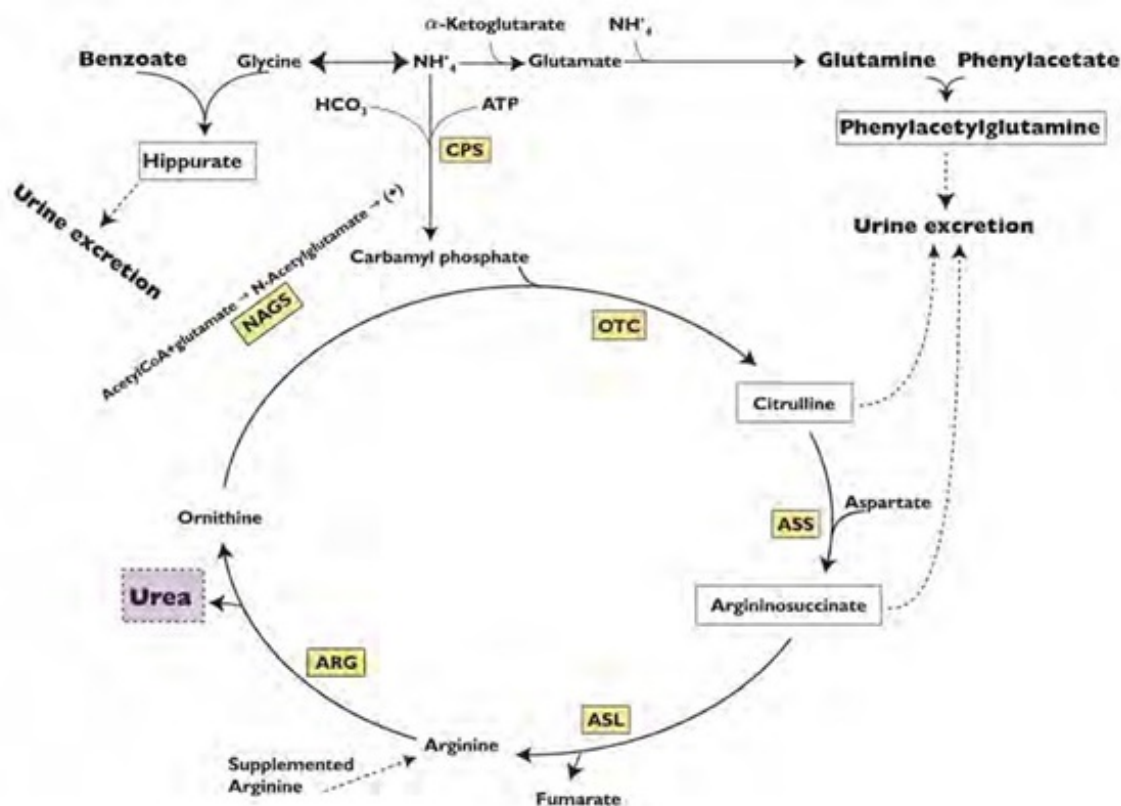 α-Ketoglutarate
NH⁺₄
Benzoate
Glycine
NH⁺₄
Glutamate
Glutamine
Phenylacetate
HCO₃
ATP
Phenylacetylglutamine
CPS
Hippurate
Urine excretion
Urine excretion
AcetylCoA+glutamate → N-Acetylglutamate → (+)
NAGS
Carbamyl phosphate
OTC
Citrulline
Ornithine
Aspartate
ASS
Urea
Argininosuccinate
ARG
ASL
Arginine
Supplemented
Arginine
Fumarate